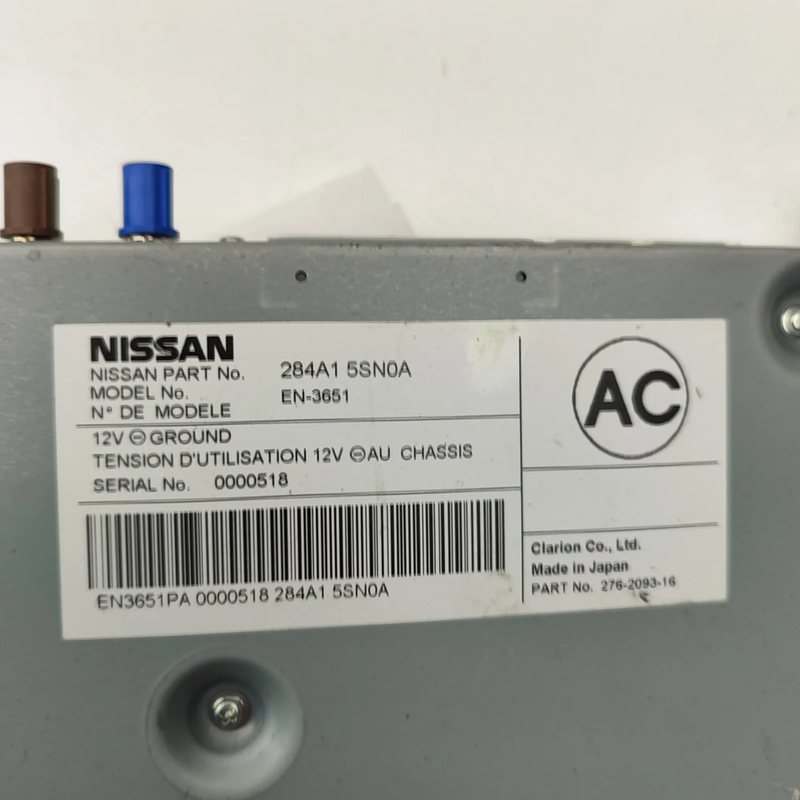 NISSAN
NISSAN PART No. 284A1 5SN0A
MODEL No. EN-3651
N° DE MODELE
12V ⊖ GROUND
TENSION D'UTILISATION 12V ⊖ AU CHASSIS
SERIAL No. 0000518
EN3651PA 0000518 284A1 5SN0A
AC
Clarion Co., Ltd.
Made in Japan
PART No. 276-2093-16